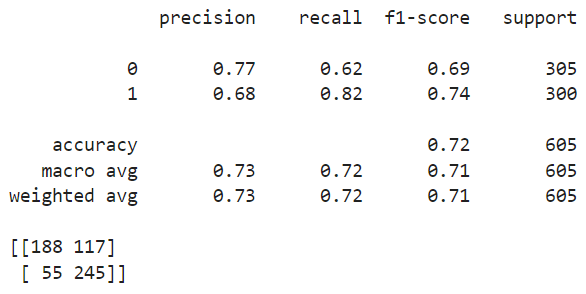 precision recall f1-score support
0 0.77 0.62 0.69 305
1 0.68 0.82 0.74 300
accuracy 0.72 605
macro avg 0.73 0.72 0.71 605
weighted avg 0.73 0.72 0.71 605
[[188 117]
[ 55 245]]